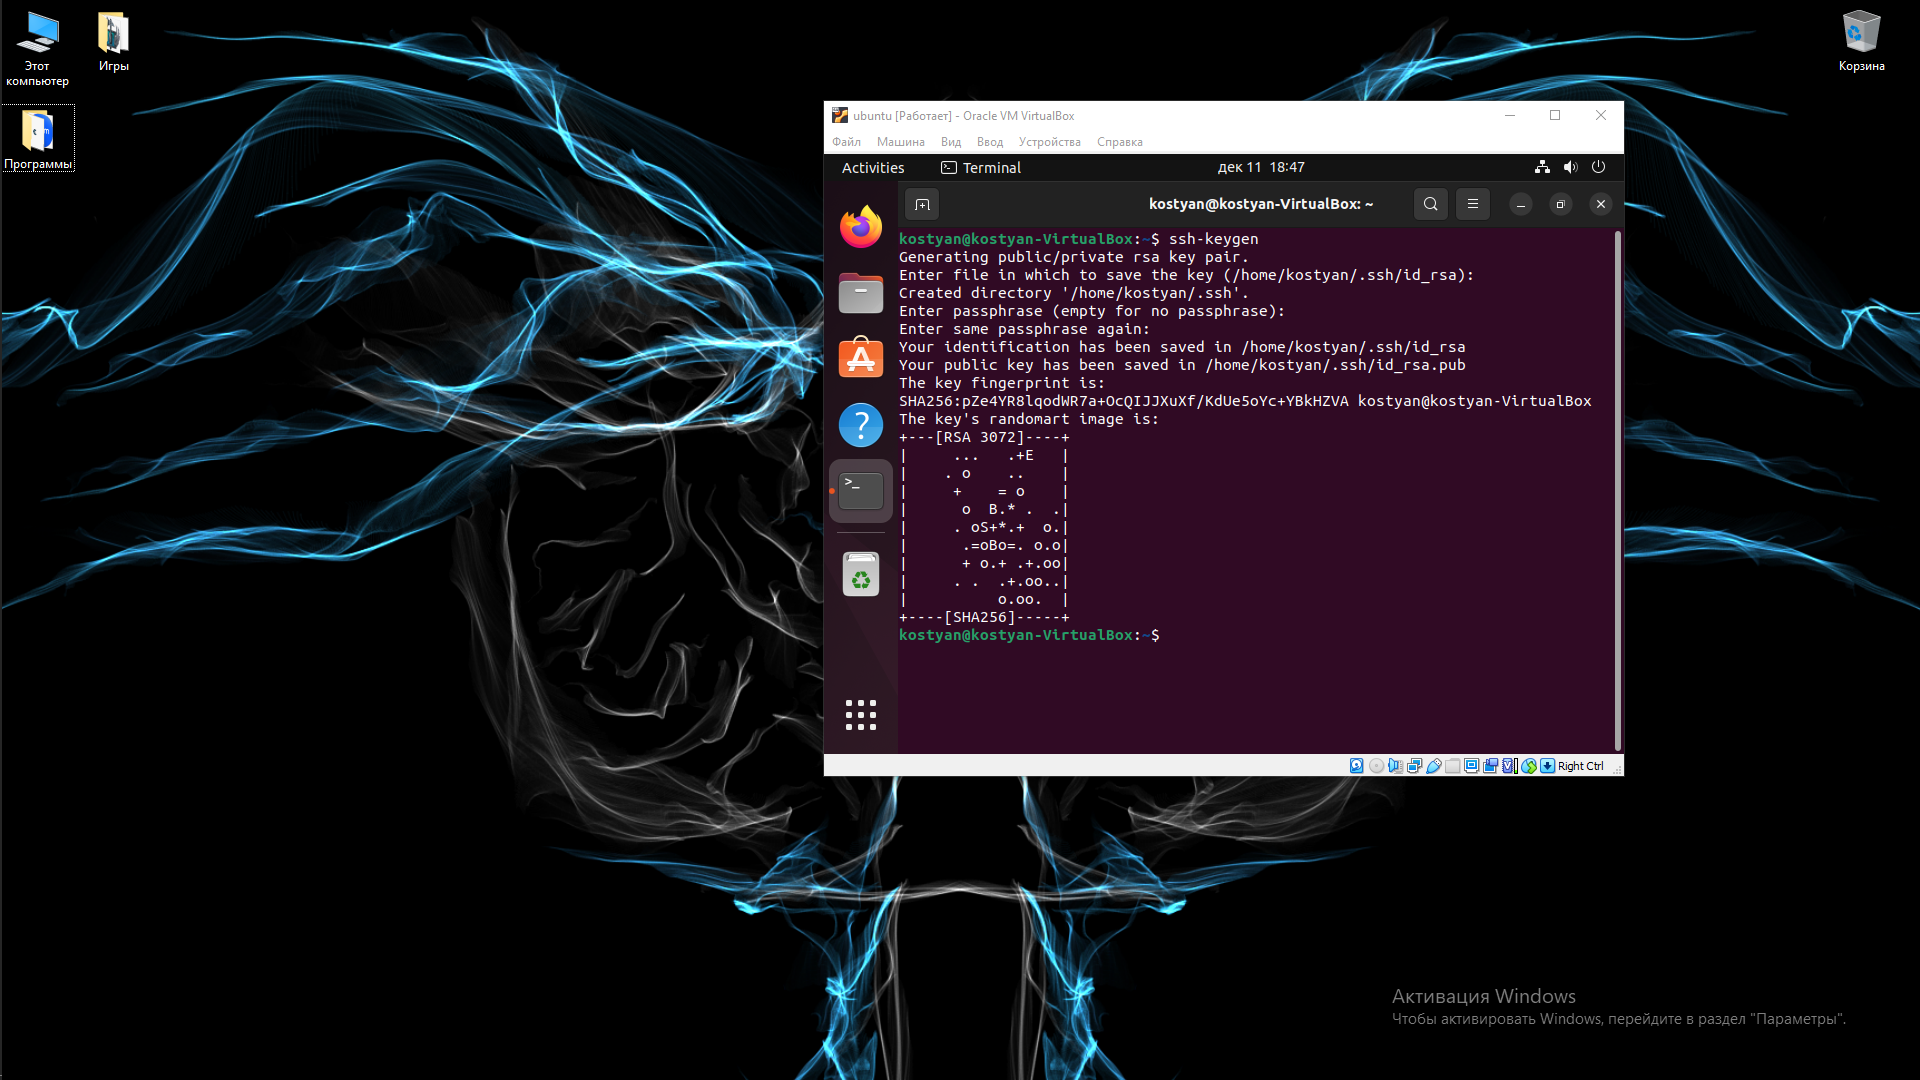 Этот
компьютер
Игры
Программы
Корзина
ubuntu [Работает] - Oracle VM VirtualBox
Файл Машина Вид Ввод Устройства Справка
Activities Terminal дек 11 18:47
kostyan@kostyan-VirtualBox: ~
kostyan@kostyan-VirtualBox:~$ ssh-keygen
Generating public/private rsa key pair.
Enter file in which to save the key (/home/kostyan/.ssh/id_rsa):
Created directory '/home/kostyan/.ssh'.
Enter passphrase (empty for no passphrase):
Enter same passphrase again:
Your identification has been saved in /home/kostyan/.ssh/id_rsa
Your public key has been saved in /home/kostyan/.ssh/id_rsa.pub
The key fingerprint is:
SHA256:pZe4YR8lqodWR7a+OcQIJJXuXf/KdUe5oYc+YBkHZVA kostyan@kostyan-VirtualBox
The key's randomart image is:
+---[RSA 3072]----+
|     ...   .+E   |
|    . o    ..    |
|     +    = o    |
|      o  B.* .  .|
|     . oS+*.+  o.|
|      .=oBo=. o.o|
|      + o.+ .+.oo|
|     . .  .+.oo..|
|          o.oo.  |
+----[SHA256]-----+
kostyan@kostyan-VirtualBox:~$
Right Ctrl
Активация Windows
Чтобы активировать Windows, перейдите в раздел "Параметры".